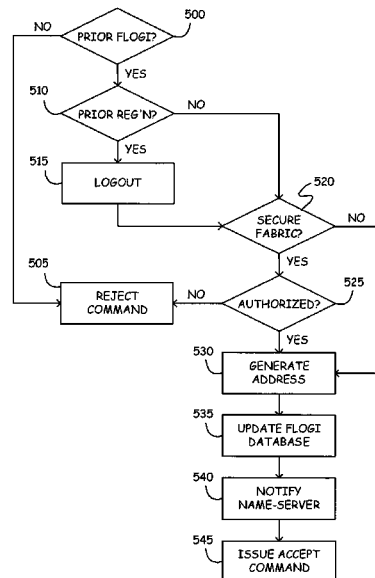 500
NO
PRIOR FLOGI?
YES
510
PRIOR REG'N?
NO
YES
515
LOGOUT
520
SECURE
FABRIC?
NO
YES
505
REJECT
COMMAND
NO
AUTHORIZED?
525
YES
530
GENERATE
ADDRESS
535
UPDATE FLOGI
DATABASE
540
NOTIFY
NAME-SERVER
545
ISSUE ACCEPT
COMMAND